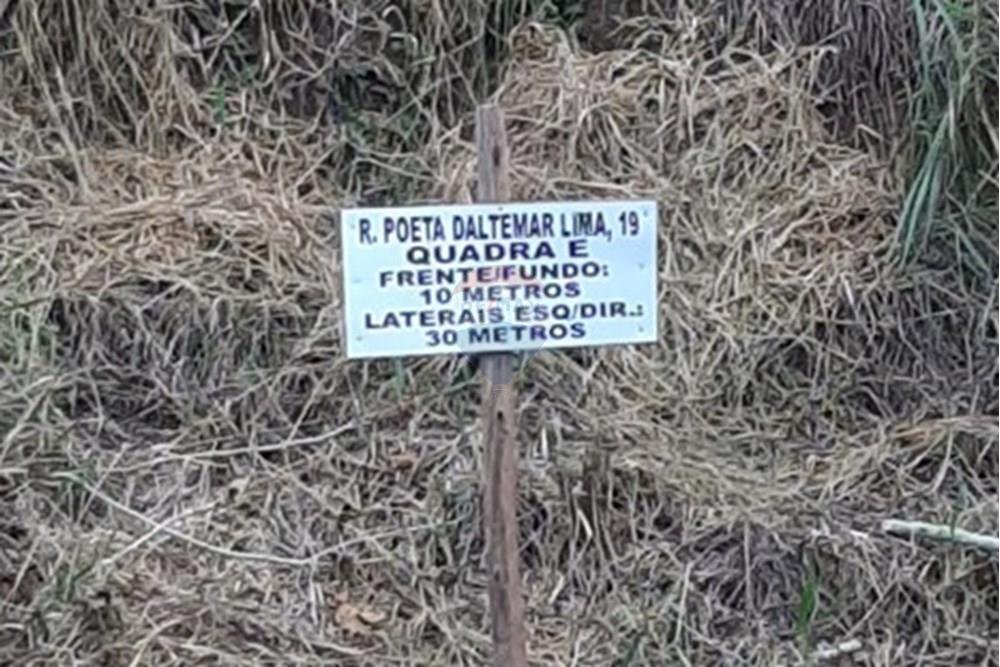 R. POETA DALTEMAR LIMA, 19
QUADRA E
FRENTE/FUNDO:
10 METROS
LATERAIS ESQ/DIR.:
30 METROS